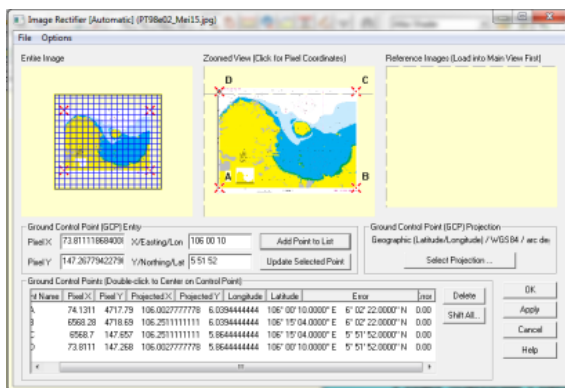 Image Rectifier [Automatic] (PT98e02_Mei15.jpg)
File Options
Entire Image
Zoomed View (Click for Pixel Coordinates)
Reference Images (Load into Main View First)
D C
A B
Ground Control Point (GCP) Entry
Pixel X 73.8111868400 X/Easting/Lon 106 00 10 Add Point to List
Pixel Y 147.2677942279 Y/Northing/Lat 5 51 52 Update Selected Point
Ground Control Point (GCP) Projection
Geographic (Latitude/Longitude) / WGS84 / arc de
Select Projection ...
Ground Control Points (Double-click to Center on Control Point)
nt Name Pixel X Pixel Y Projected X Projected Y Longitude Latitude Error
A 74.1311 4717.79 106.0027777778 6.0394444444 106° 00' 10.0000" E 6° 02' 22.0000" N 0.00
B 6568.28 4718.69 106.2511111111 6.0394444444 106° 15' 04.0000" E 6° 02' 22.0000" N 0.00
C 6568.7 147.657 106.2511111111 5.8644444444 106° 15' 04.0000" E 5° 51' 52.0000" N 0.00
D 73.8111 147.268 106.0027777778 5.8644444444 106° 00' 10.0000" E 5° 51' 52.0000" N 0.00
Delete
Shift All...
OK
Apply
Cancel
Help